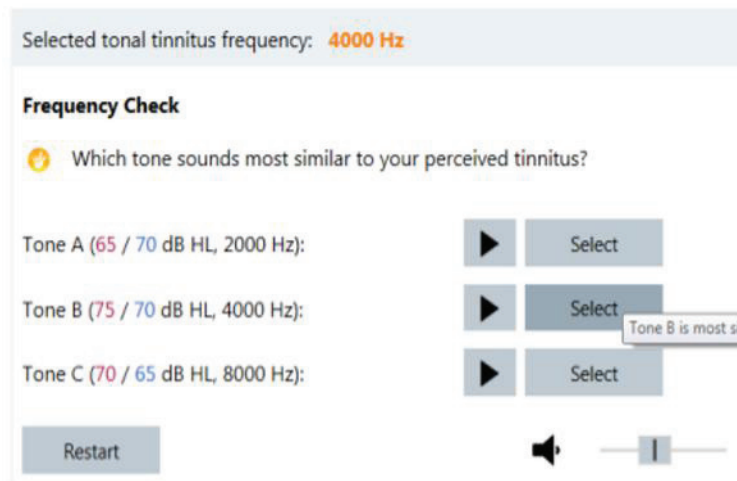 Selected tonal tinnitus frequency: 4000 Hz
Frequency Check
Which tone sounds most similar to your perceived tinnitus?
Tone A (65 / 70 dB HL, 2000 Hz): Select
Tone B (75 / 70 dB HL, 4000 Hz): Select
Tone B is most s
Tone C (70 / 65 dB HL, 8000 Hz): Select
Restart